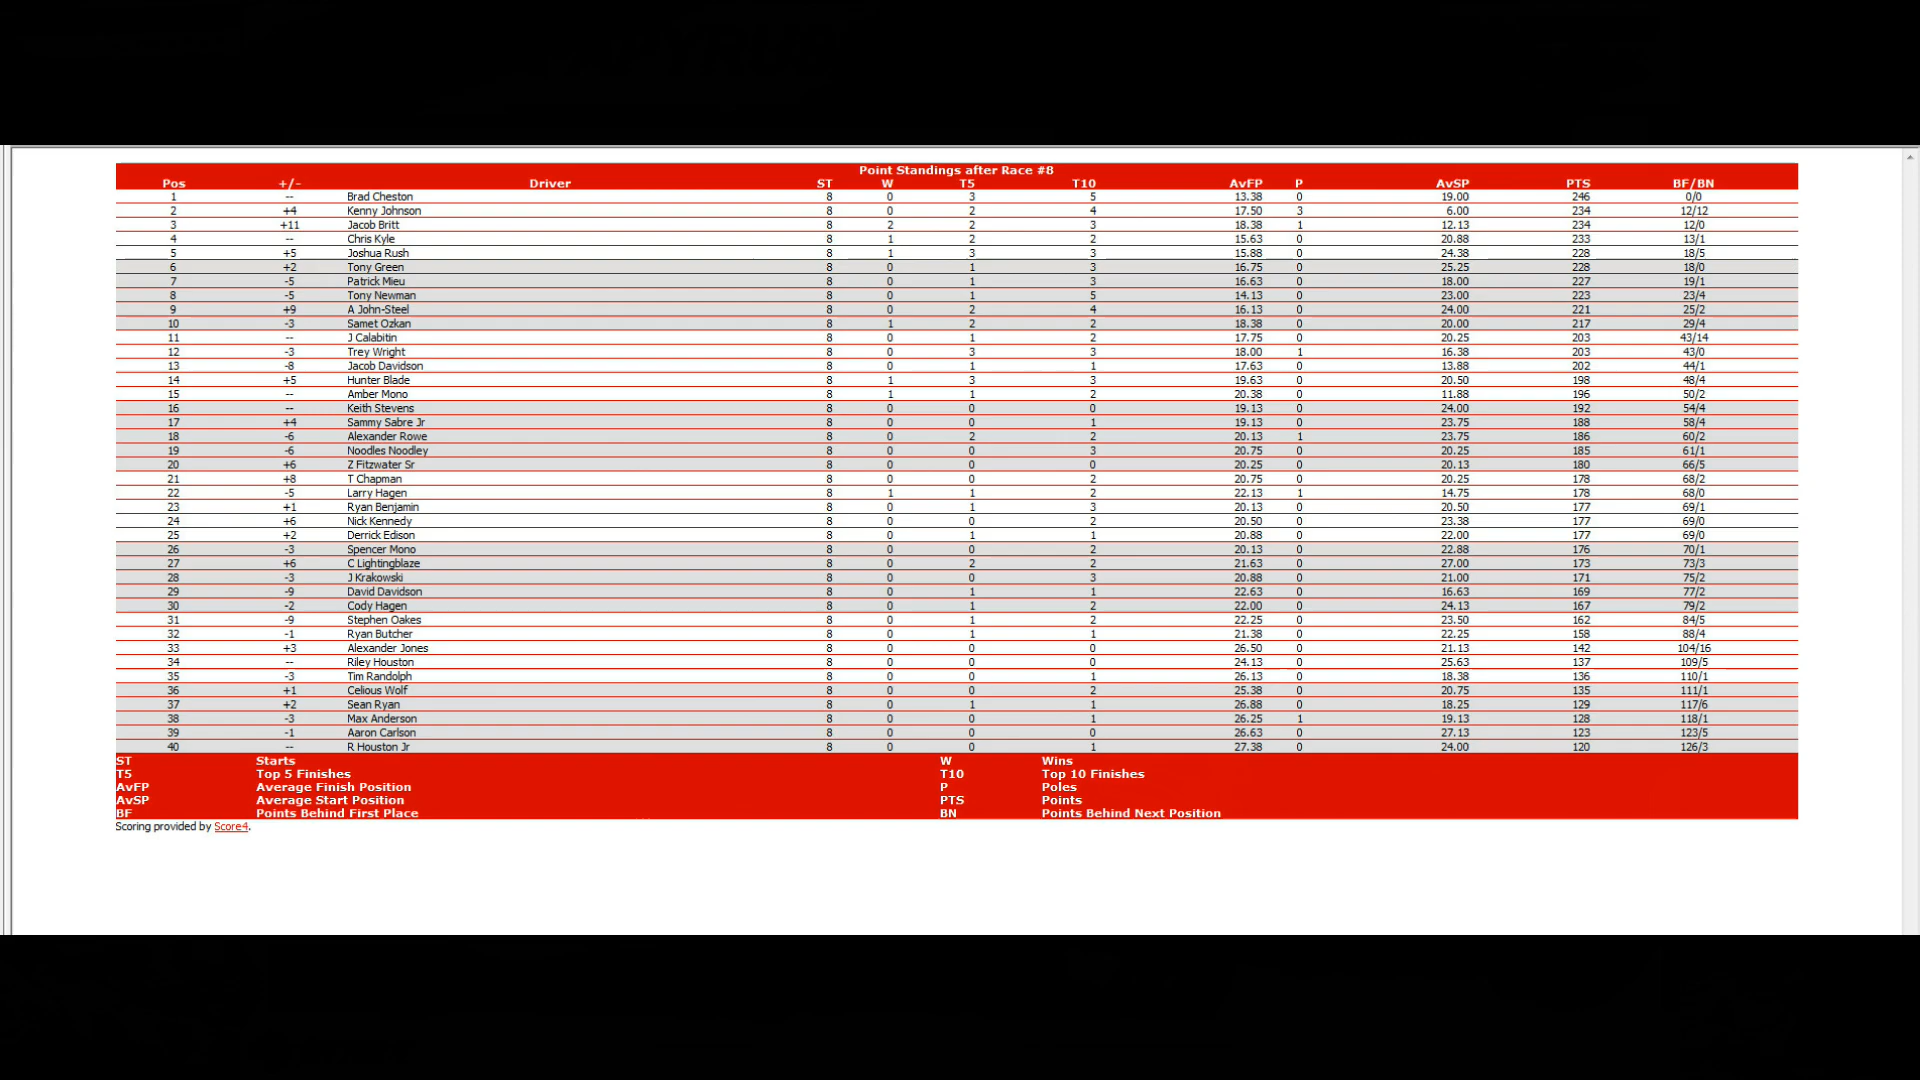 Point Standings after Race #8
Pos +/- Driver ST W T5 T10 AvFP P AvSP PTS BF/BN
1 -- Brad Cheston 8 0 3 5 13.38 0 19.00 246 0/0
2 +4 Kenny Johnson 8 0 2 4 17.50 3 6.00 234 12/12
3 +11 Jacob Britt 8 2 2 3 18.38 1 12.13 234 12/0
4 -- Chris Kyle 8 1 2 2 15.63 0 20.88 233 13/1
5 +5 Joshua Rush 8 1 3 3 15.88 0 24.38 228 18/5
6 +2 Tony Green 8 0 1 3 16.75 0 25.25 228 18/0
7 -5 Patrick Mieu 8 0 1 3 16.63 0 18.00 227 19/1
8 -5 Tony Newman 8 0 1 5 14.13 0 23.00 223 23/4
9 +9 A John-Steel 8 0 2 4 16.13 0 24.00 221 25/2
10 -3 Samet Ozkan 8 1 2 2 18.38 0 20.00 217 29/4
11 -- J Calabitin 8 0 1 2 17.75 0 20.25 203 43/14
12 -3 Trey Wright 8 0 3 3 18.00 1 16.38 203 43/0
13 -8 Jacob Davidson 8 0 1 1 17.63 0 13.88 202 44/1
14 +5 Hunter Blade 8 1 3 3 19.63 0 20.50 198 48/4
15 -- Amber Mono 8 1 1 2 20.38 0 11.88 196 50/2
16 -- Keith Stevens 8 0 0 0 19.13 0 24.00 192 54/4
17 +4 Sammy Sabre Jr 8 0 0 1 19.13 0 23.75 188 58/4
18 -6 Alexander Rowe 8 0 2 2 20.13 1 23.75 186 60/2
19 -6 Noodles Noodley 8 0 0 3 20.75 0 20.25 185 61/1
20 +6 Z Fitzwater Sr 8 0 0 0 20.25 0 20.13 180 66/5
21 +8 T Chapman 8 0 0 2 20.75 0 20.25 178 68/2
22 -5 Larry Hagen 8 1 1 2 22.13 1 14.75 178 68/0
23 +1 Ryan Benjamin 8 0 1 3 20.13 0 20.50 177 69/1
24 +6 Nick Kennedy 8 0 0 2 20.50 0 23.38 177 69/0
25 +2 Derrick Edison 8 0 1 1 20.88 0 22.00 177 69/0
26 -3 Spencer Mono 8 0 0 2 20.13 0 22.88 176 70/1
27 +6 C Lightingblaze 8 0 2 2 21.63 0 27.00 173 73/3
28 -3 J Krakowski 8 0 0 3 20.88 0 21.00 171 75/2
29 -9 David Davidson 8 0 1 1 22.63 0 16.63 169 77/2
30 -2 Cody Hagen 8 0 1 2 22.00 0 24.13 167 79/2
31 -9 Stephen Oakes 8 0 1 2 22.25 0 23.50 162 84/5
32 -1 Ryan Butcher 8 0 1 1 21.38 0 22.25 158 88/4
33 +3 Alexander Jones 8 0 0 0 26.50 0 21.13 142 104/16
34 -- Riley Houston 8 0 0 0 24.13 0 25.63 137 109/5
35 -3 Tim Randolph 8 0 0 1 26.13 0 18.38 136 110/1
36 +1 Celious Wolf 8 0 0 2 25.38 0 20.75 135 111/1
37 +2 Sean Ryan 8 0 1 1 26.88 0 18.25 129 117/6
38 -3 Max Anderson 8 0 0 1 26.25 1 19.13 128 118/1
39 -1 Aaron Carlson 8 0 0 0 26.63 0 27.13 123 123/5
40 -- R Houston Jr 8 0 0 1 27.38 0 24.00 120 126/3
ST Starts W Wins
T5 Top 5 Finishes T10 Top 10 Finishes
AvFP Average Finish Position P Poles
AvSP Average Start Position PTS Points
BF Points Behind First Place BN Points Behind Next Position
Scoring provided by Score4.